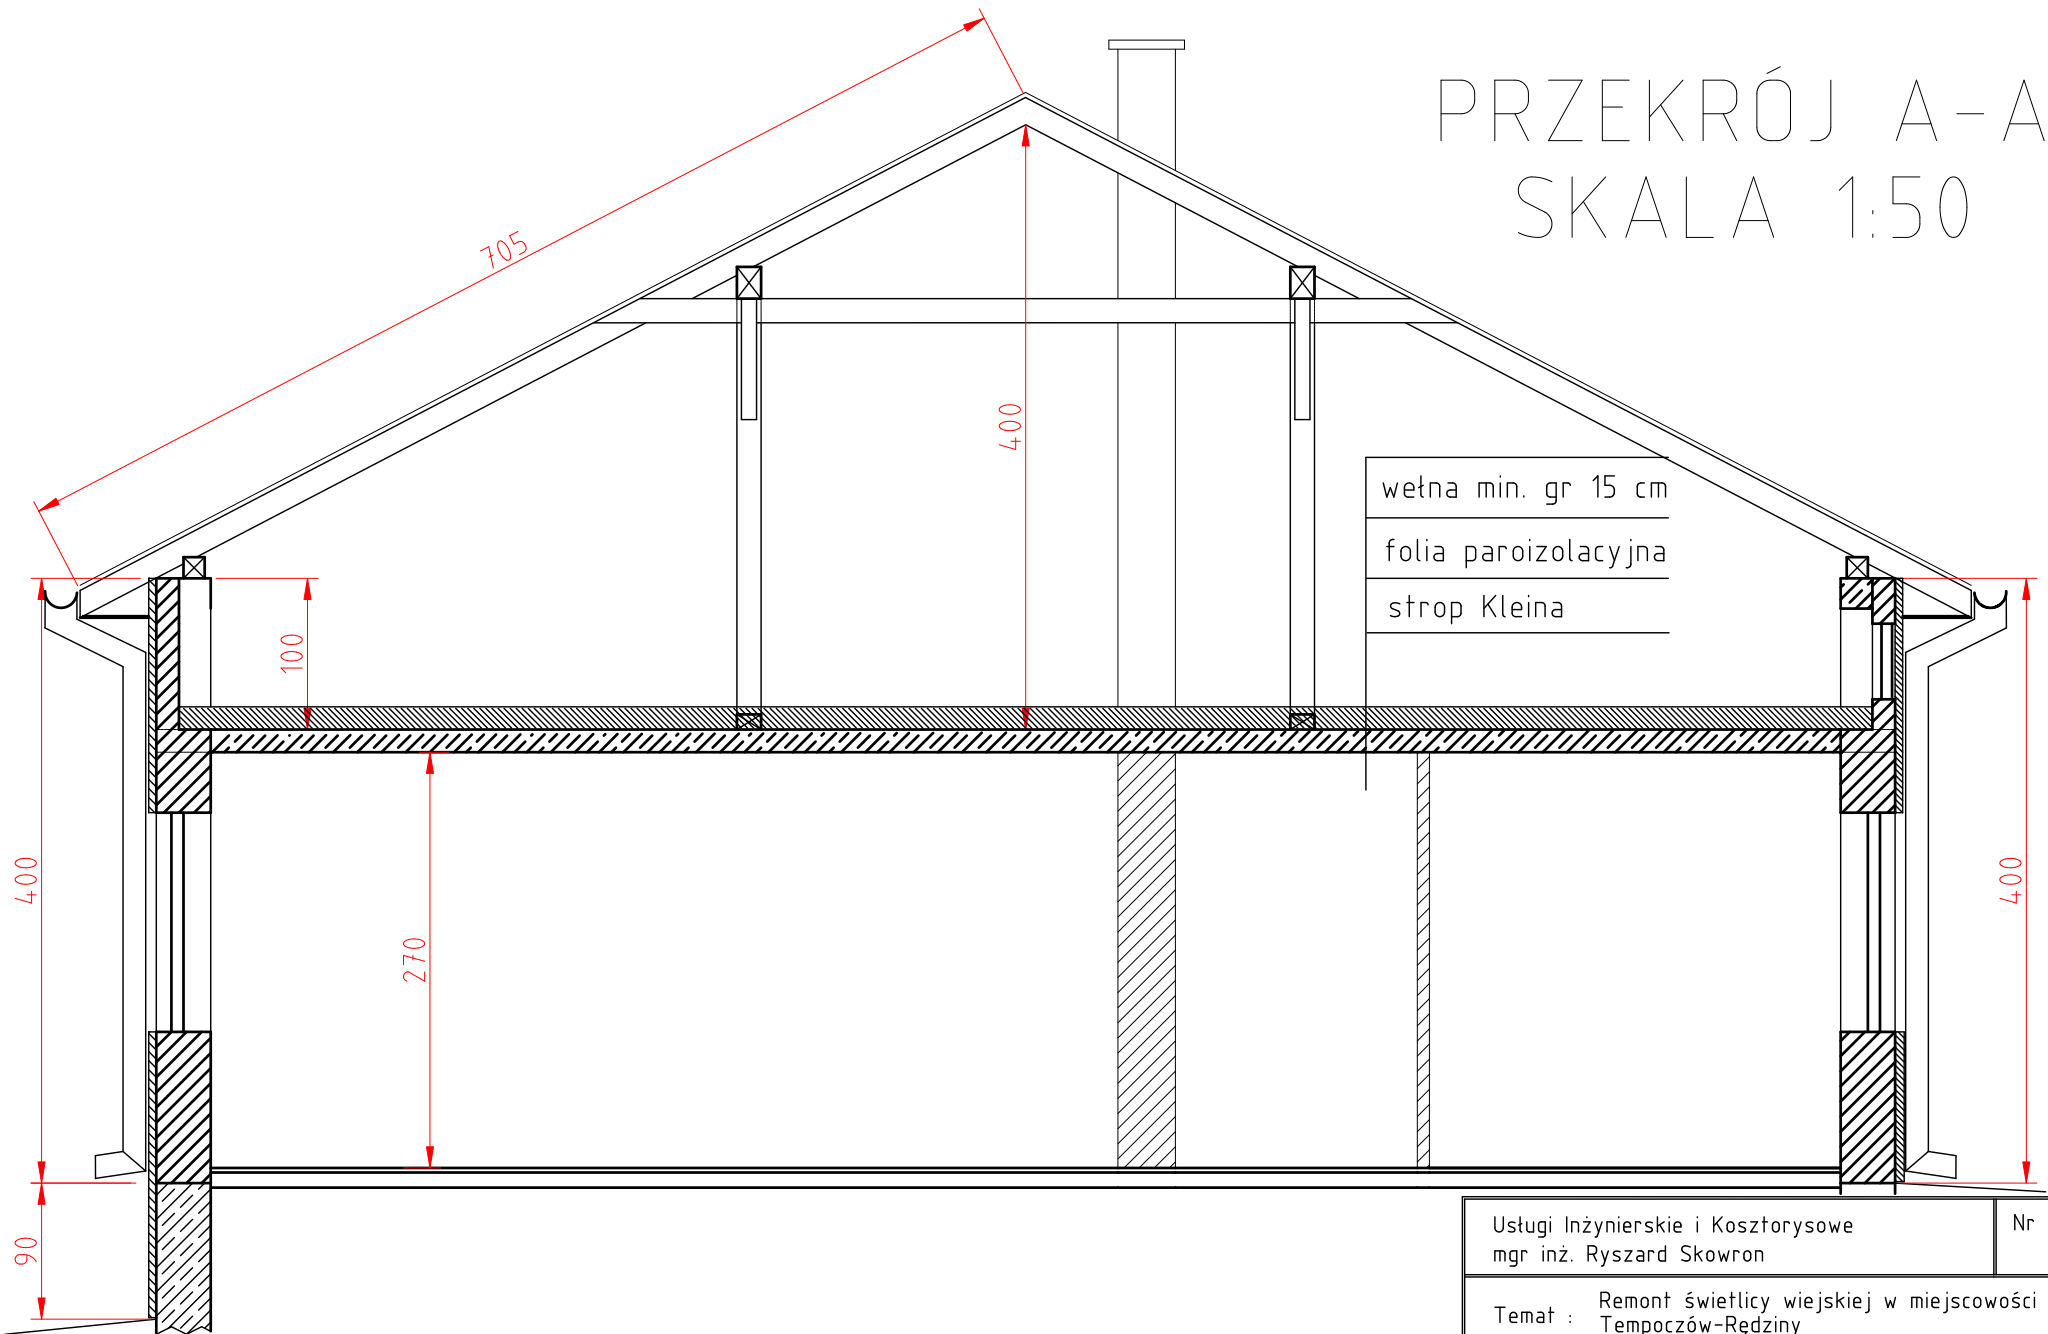 PRZEKRÓJ A-A
SKALA 1:50
705
400
wełna min. gr 15 cm
folia paroizolacyjna
strop Kleina
100
400
270
400
90
Usługi Inżynierskie i Kosztorysowe
mgr inż. Ryszard Skowron
Nr
Temat : Remont świetlicy wiejskiej w miejscowości
Tempoczów-Rędziny